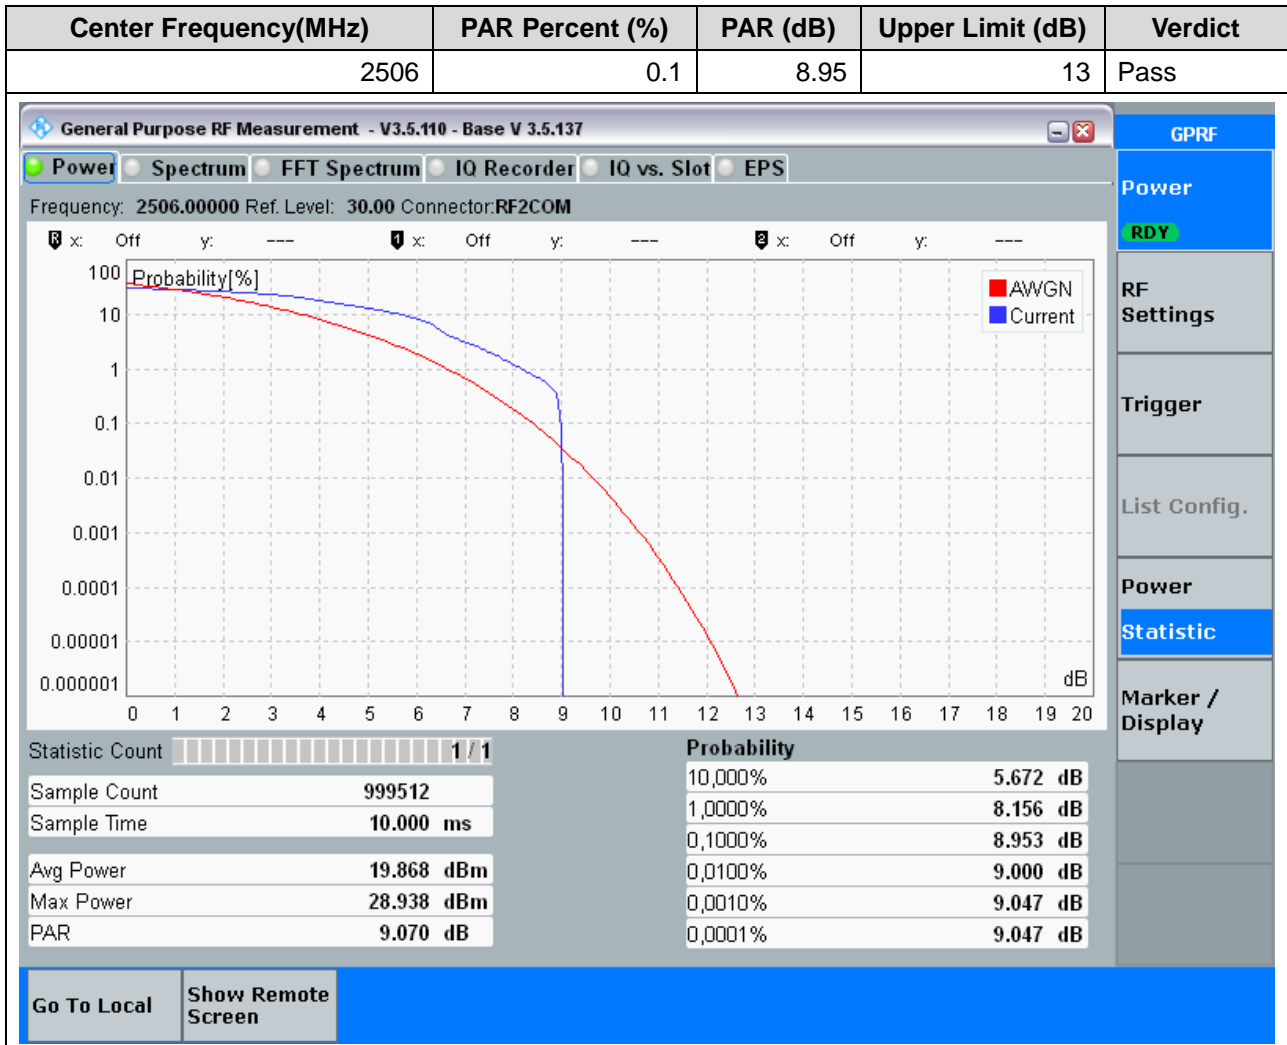 Center Frequency(MHz) PAR Percent (%) PAR (dB) Upper Limit (dB) Verdict
2506 0.1 8.95 13 Pass
General Purpose RF Measurement - V3.5.110 - Base V 3.5.137
GPRF
Power Spectrum FFT Spectrum IQ Recorder IQ vs. Slot EPS
Frequency: 2506.00000 Ref. Level: 30.00 Connector:RF2COM
R x: Off y: --- 1 x: Off y: --- 2 x: Off y: ---
Probability[%]
AWGN
Current
100
10
1
0.1
0.01
0.001
0.0001
0.00001
0.000001
dB
0 1 2 3 4 5 6 7 8 9 10 11 12 13 14 15 16 17 18 19 20
Statistic Count 1 / 1
Sample Count 999512
Sample Time 10.000 ms
Avg Power 19.868 dBm
Max Power 28.938 dBm
PAR 9.070 dB
Probability
10,000% 5.672 dB
1,0000% 8.156 dB
0,1000% 8.953 dB
0,0100% 9.000 dB
0,0010% 9.047 dB
0,0001% 9.047 dB
Power
RDY
RF
Settings
Trigger
List Config.
Power
Statistic
Marker /
Display
Go To Local
Show Remote
Screen